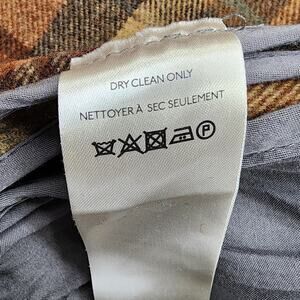 DRY CLEAN ONLY
NETTOYER À SEC SEULEMENT
P